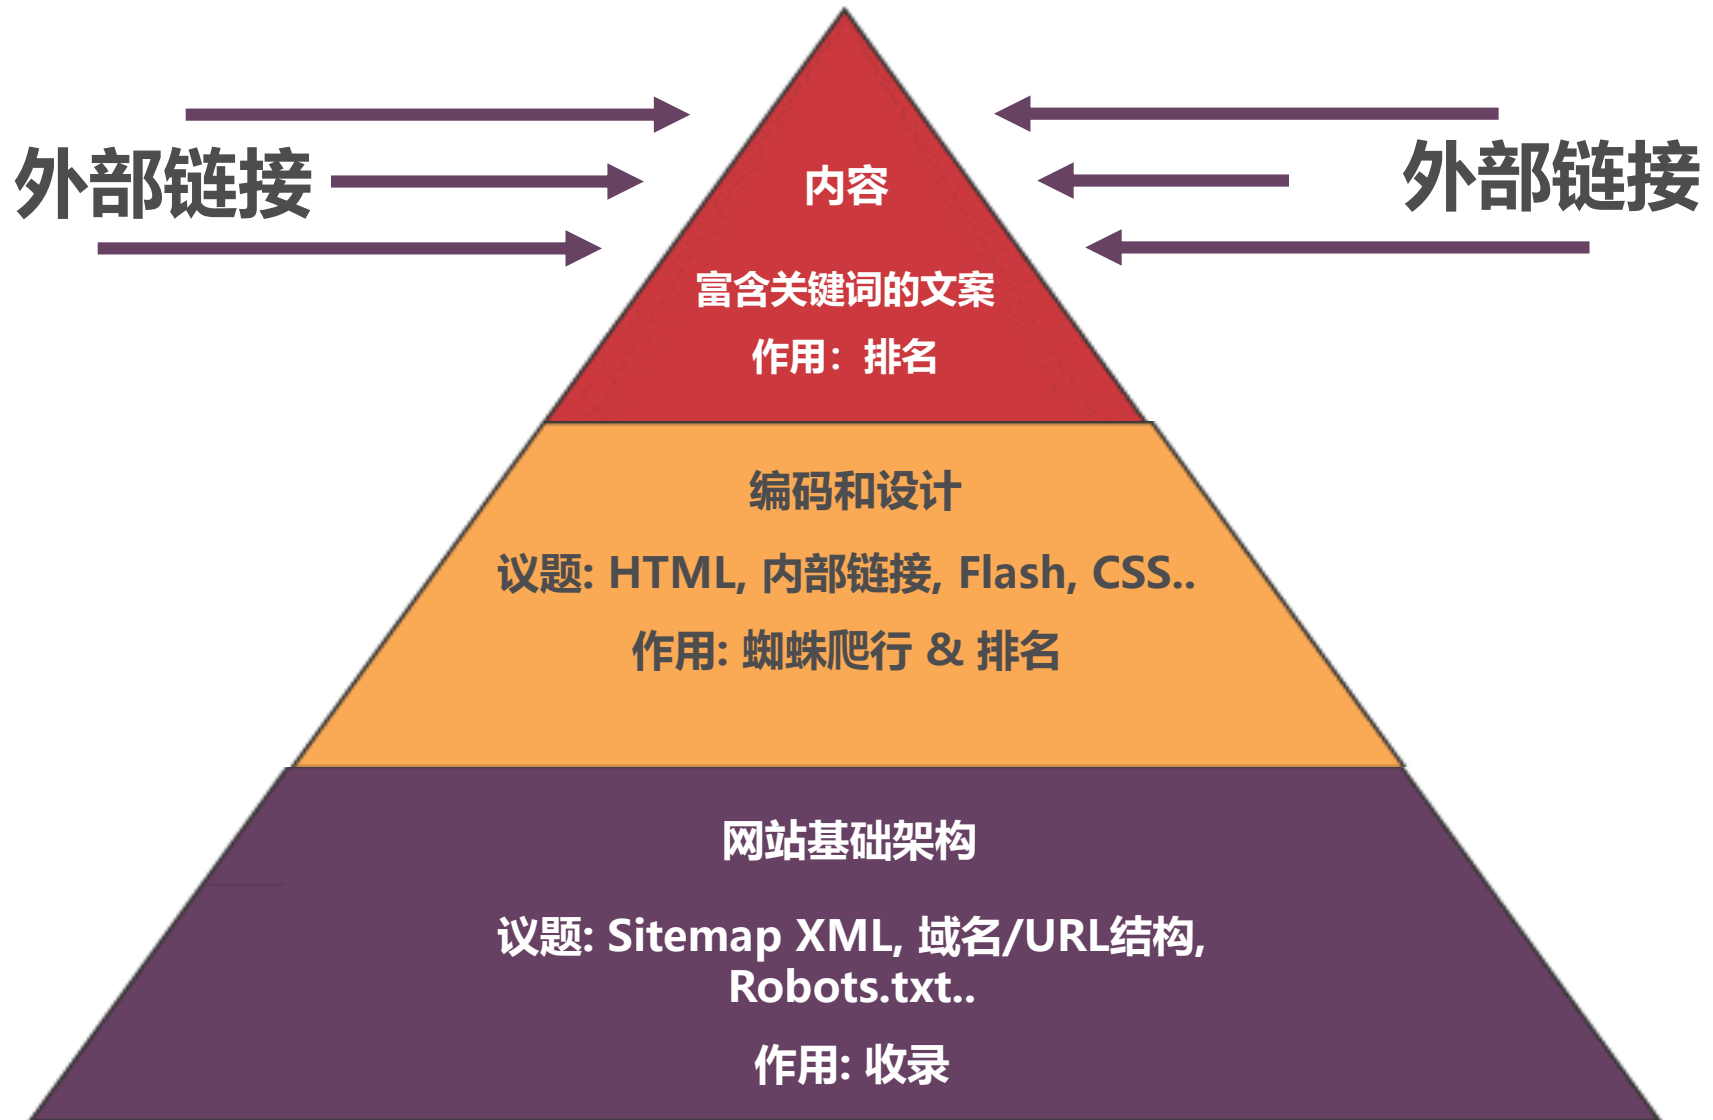 外部链接
外部链接
内容
富含关键词的文案
作用：排名
编码和设计
议题: HTML, 内部链接, Flash, CSS..
作用: 蜘蛛爬行 & 排名
网站基础架构
议题: Sitemap XML, 域名/URL结构,
Robots.txt..
作用: 收录